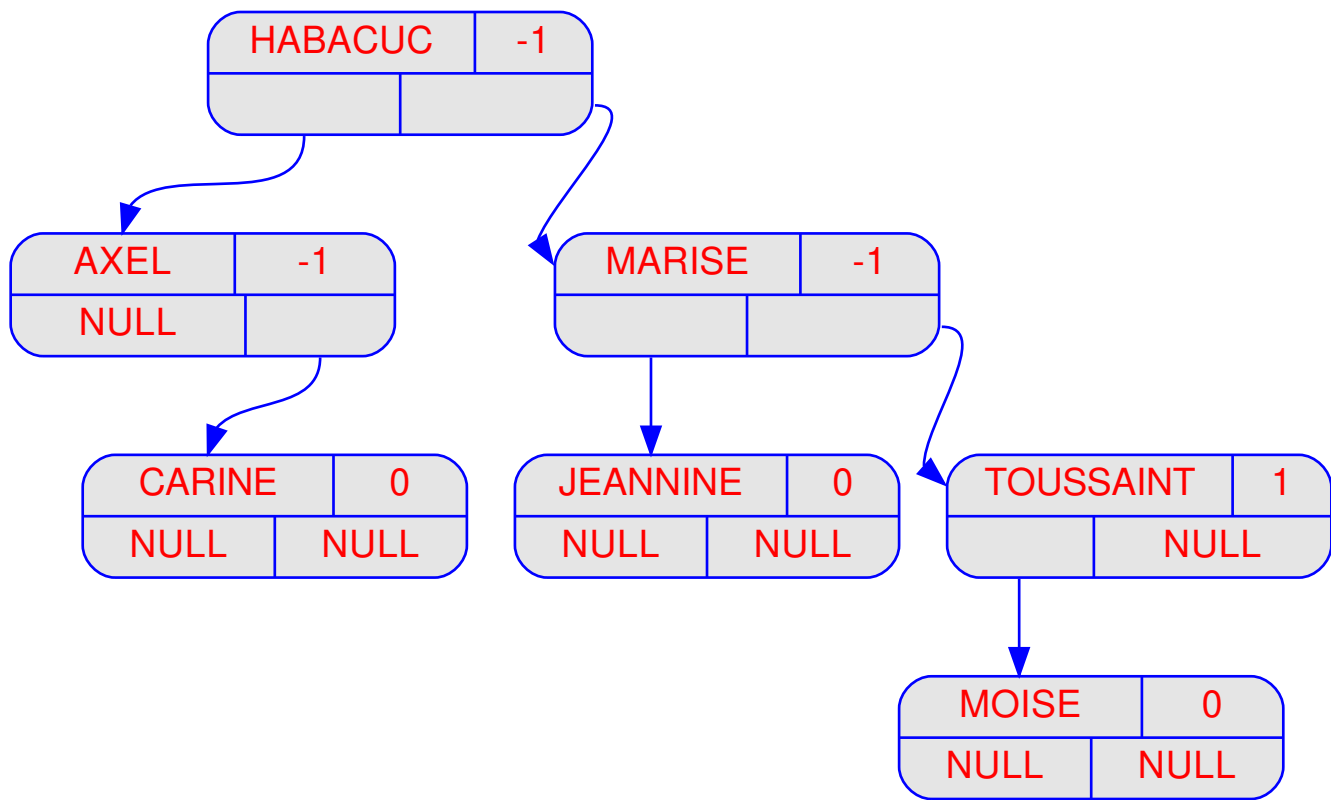 HABACUC -1
AXEL -1
NULL
MARISE -1
CARINE 0
NULL NULL
JEANNINE 0
NULL NULL
TOUSSAINT 1
NULL
MOISE 0
NULL NULL